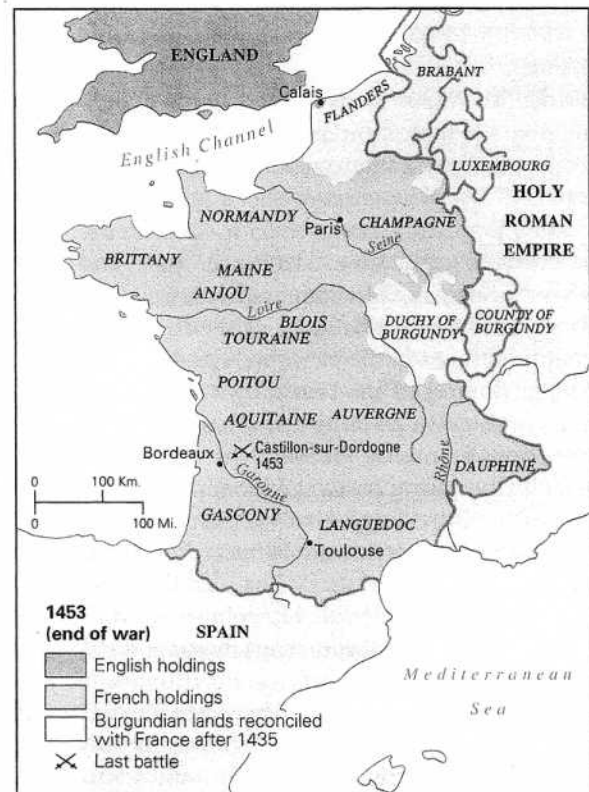 ENGLAND
BRABANT
Calais
FLANDERS
English Channel
LUXEMBOURG
HOLY
ROMAN
EMPIRE
NORMANDY
Paris
CHAMPAGNE
Seine
BRITTANY
MAINE
ANJOU
Loire
BLOIS
TOURAINE
DUCHY OF
BURGUNDY
COUNTY OF
BURGUNDY
POITOU
AQUITAINE
AUVERGNE
Castillon-sur-Dordogne
1453
Bordeaux
Garonne
Rhône
DAUPHINÉ
0 100 Km.
0 100 Mi.
GASCONY
LANGUEDOC
Toulouse
1453
(end of war)
SPAIN
English holdings
French holdings
Burgundian lands reconciled
with France after 1435
Last battle
Mediterranean
Sea